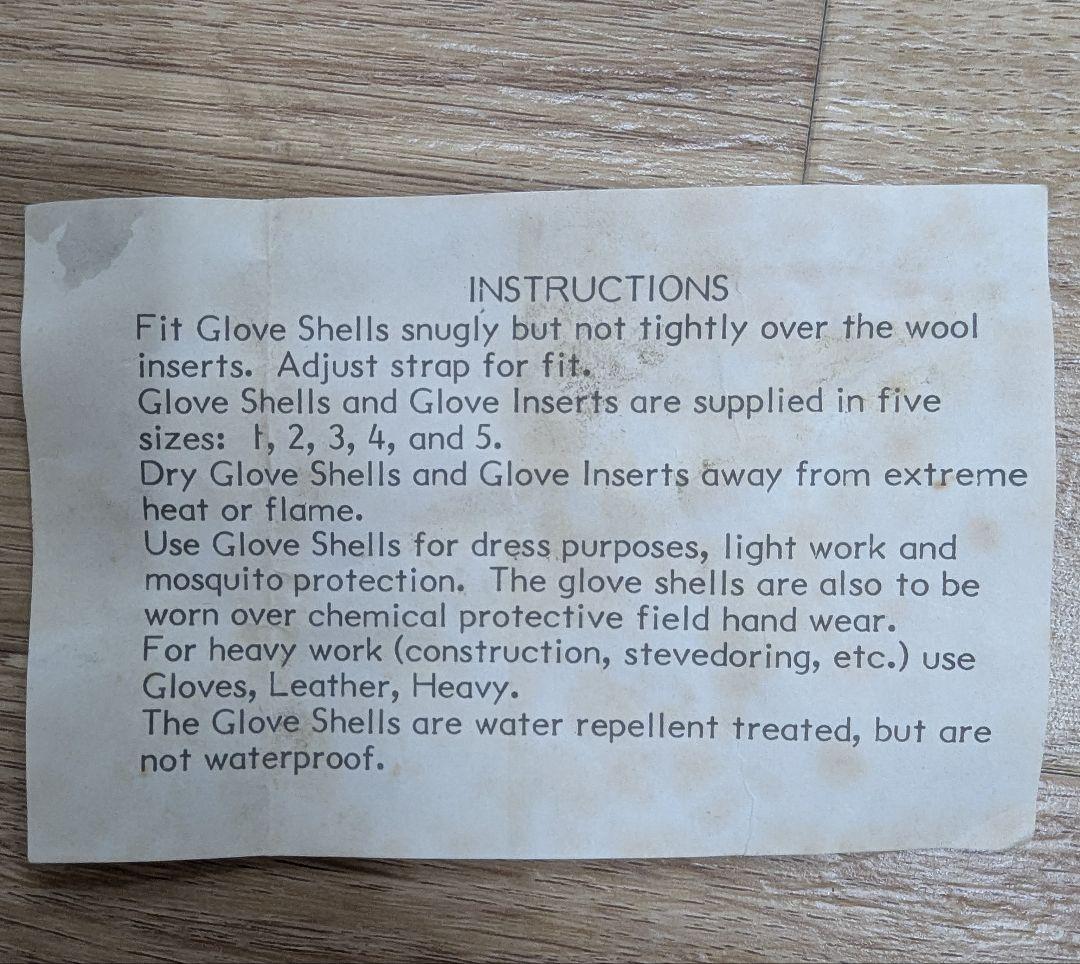 INSTRUCTIONS
Fit Glove Shells snugly but not tightly over the wool
inserts. Adjust strap for fit.
Glove Shells and Glove Inserts are supplied in five
sizes: 1, 2, 3, 4, and 5.
Dry Glove Shells and Glove Inserts away from extreme
heat or flame.
Use Glove Shells for dress purposes, light work and
mosquito protection. The glove shells are also to be
worn over chemical protective field hand wear.
For heavy work (construction, stevedoring, etc.) use
Gloves, Leather, Heavy.
The Glove Shells are water repellent treated, but are
not waterproof.